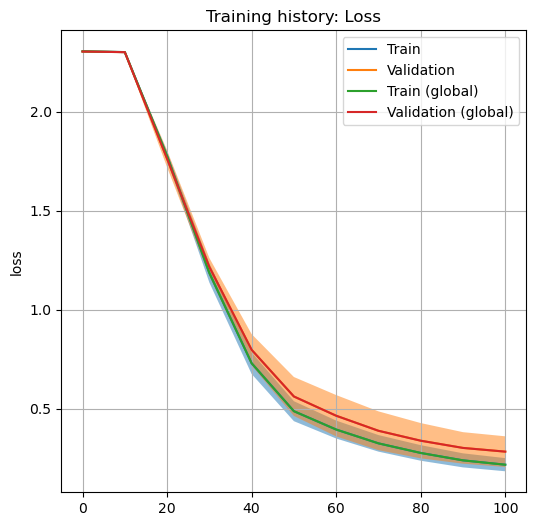 Training history: Loss
Train
Validation
Train (global)
Validation (global)
2.0
1.5
1.0
0.5
loss
0 20 40 60 80 100